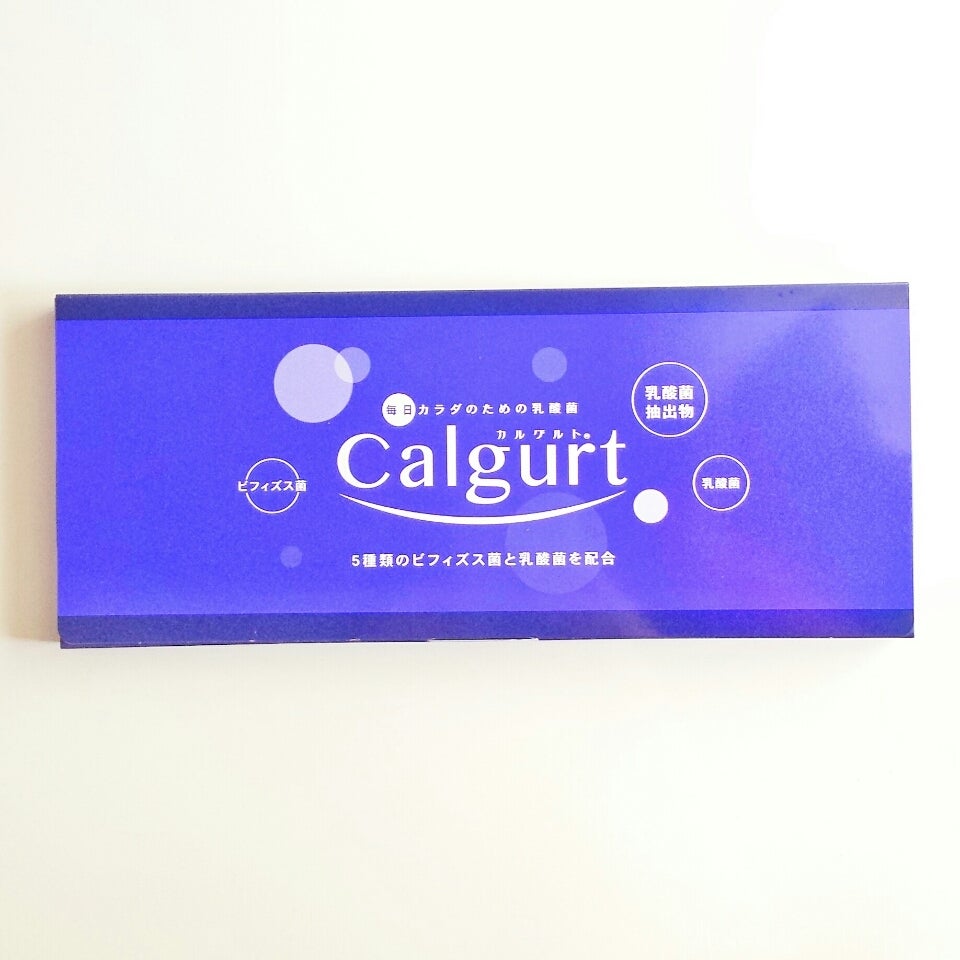 毎日カラダのための乳酸菌
カルグルト®
Calgurt
乳酸菌
抽出物
ビフィズス菌
乳酸菌
5種類のビフィズス菌と乳酸菌を配合